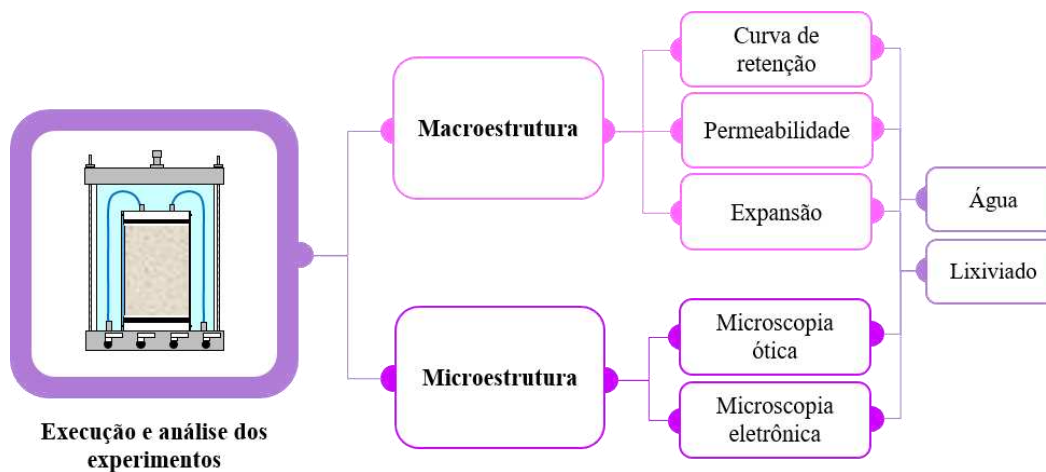 Execução e análise dos
experimentos
Macroestrutura
Microestrutura
Curva de
retenção
Permeabilidade
Expansão
Microscopia
ótica
Microscopia
eletrônica
Água
Lixiviado